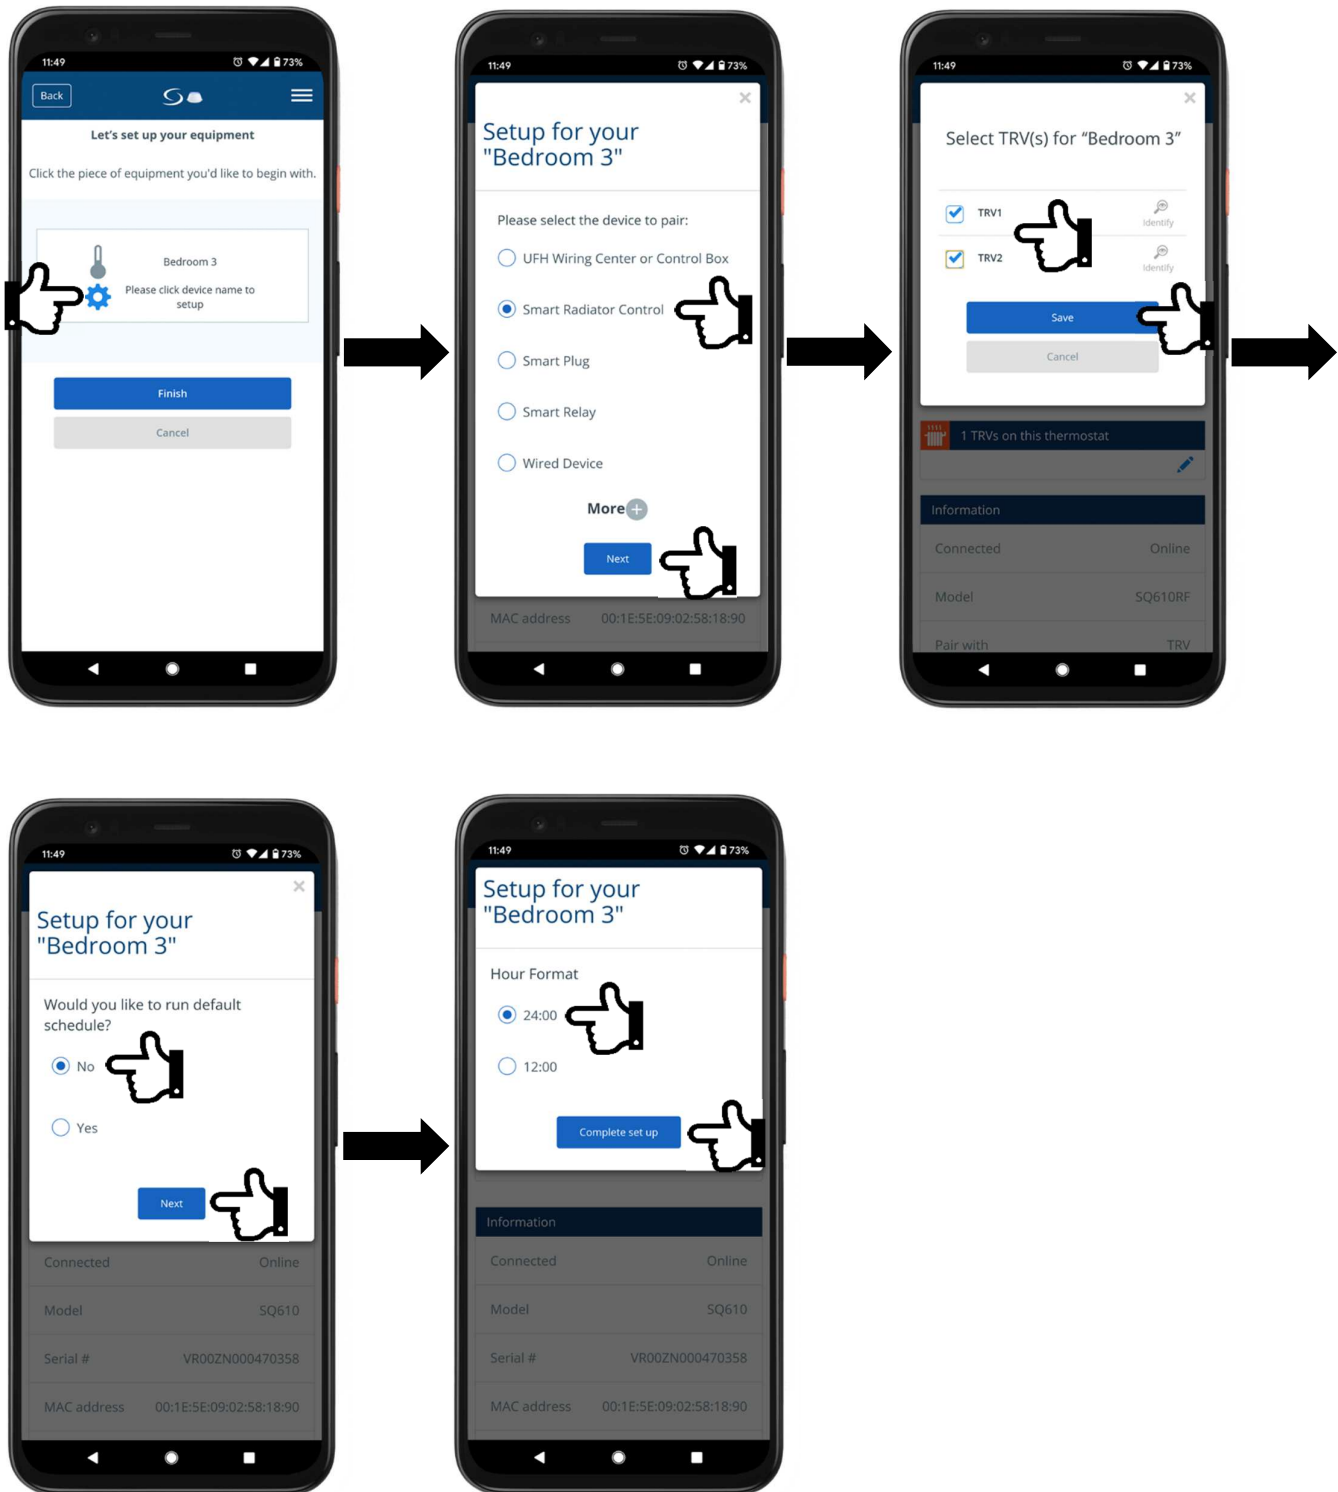 11:49
73%
Back
Let's set up your equipment
Click the piece of equipment you'd like to begin with.
Bedroom 3
Please click device name to
setup
Finish
Cancel
11:49
73%
Setup for your
"Bedroom 3"
Please select the device to pair:
UFH Wiring Center or Control Box
Smart Radiator Control
Smart Plug
Smart Relay
Wired Device
More
Next
MAC address 00:1E:5E:09:02:58:18:90
11:49
73%
Select TRV(s) for “Bedroom 3”
TRV1
Identify
TRV2
Identify
Save
Cancel
1 TRVs on this thermostat
Information
Connected Online
Model SQ610RF
Pair with TRV
11:49
73%
Setup for your
"Bedroom 3"
Would you like to run default
schedule?
No
Yes
Next
Connected Online
Model SQ610
Serial # VR00ZN000470358
MAC address 00:1E:5E:09:02:58:18:90
11:49
73%
Setup for your
"Bedroom 3"
Hour Format
24:00
12:00
Complete set up
Information
Connected Online
Model SQ610
Serial # VR00ZN000470358
MAC address 00:1E:5E:09:02:58:18:90